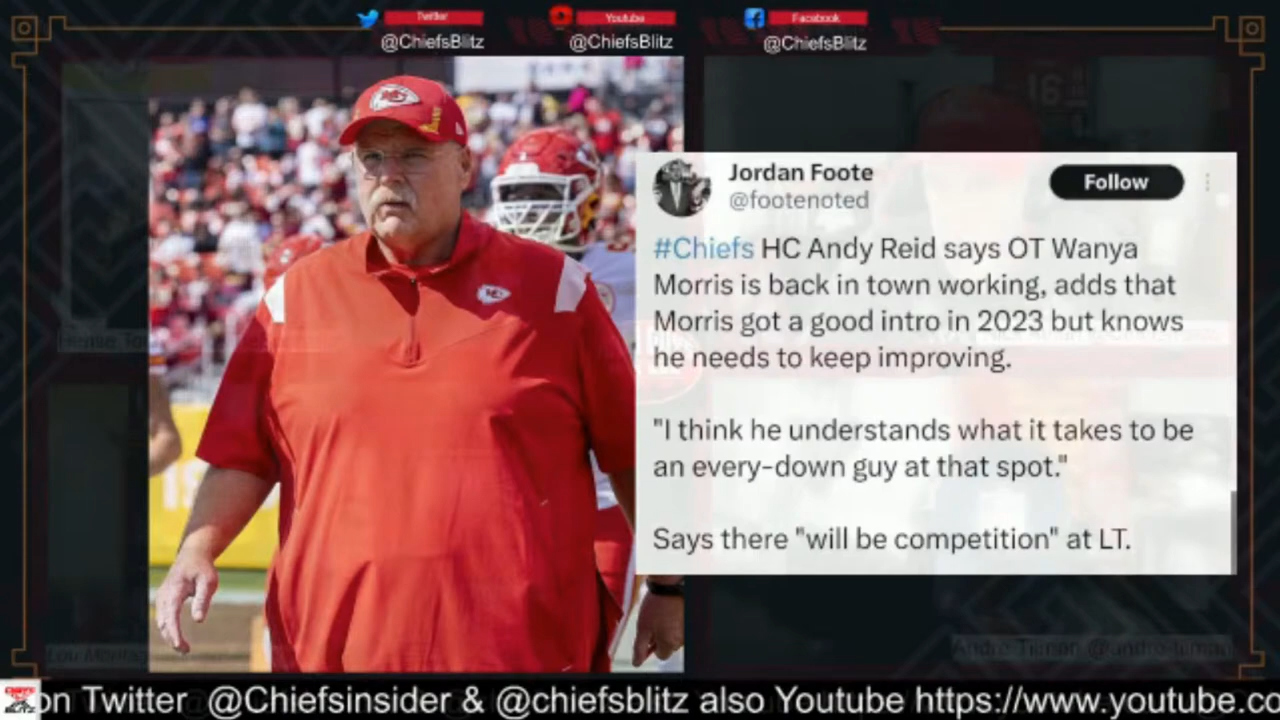 Twitter
Youtube
Facebook
@ChiefsBlitz
@ChiefsBlitz
@ChiefsBlitz
Jordan Foote
@footenoted
Follow
#Chiefs HC Andy Reid says OT Wanya
Morris is back in town working, adds that
Morris got a good intro in 2023 but knows
he needs to keep improving.
"I think he understands what it takes to be
an every-down guy at that spot."
Says there "will be competition" at LT.
on Twitter @Chiefsinsider & @chiefsblitz also Youtube https://www.youtube.co